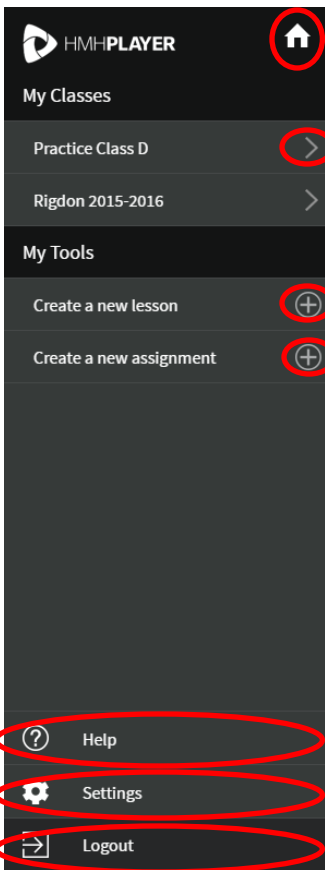 HMHPLAYER
My Classes
Practice Class D
Rigdon 2015-2016
My Tools
Create a new lesson
Create a new assignment
Help
Settings
Logout